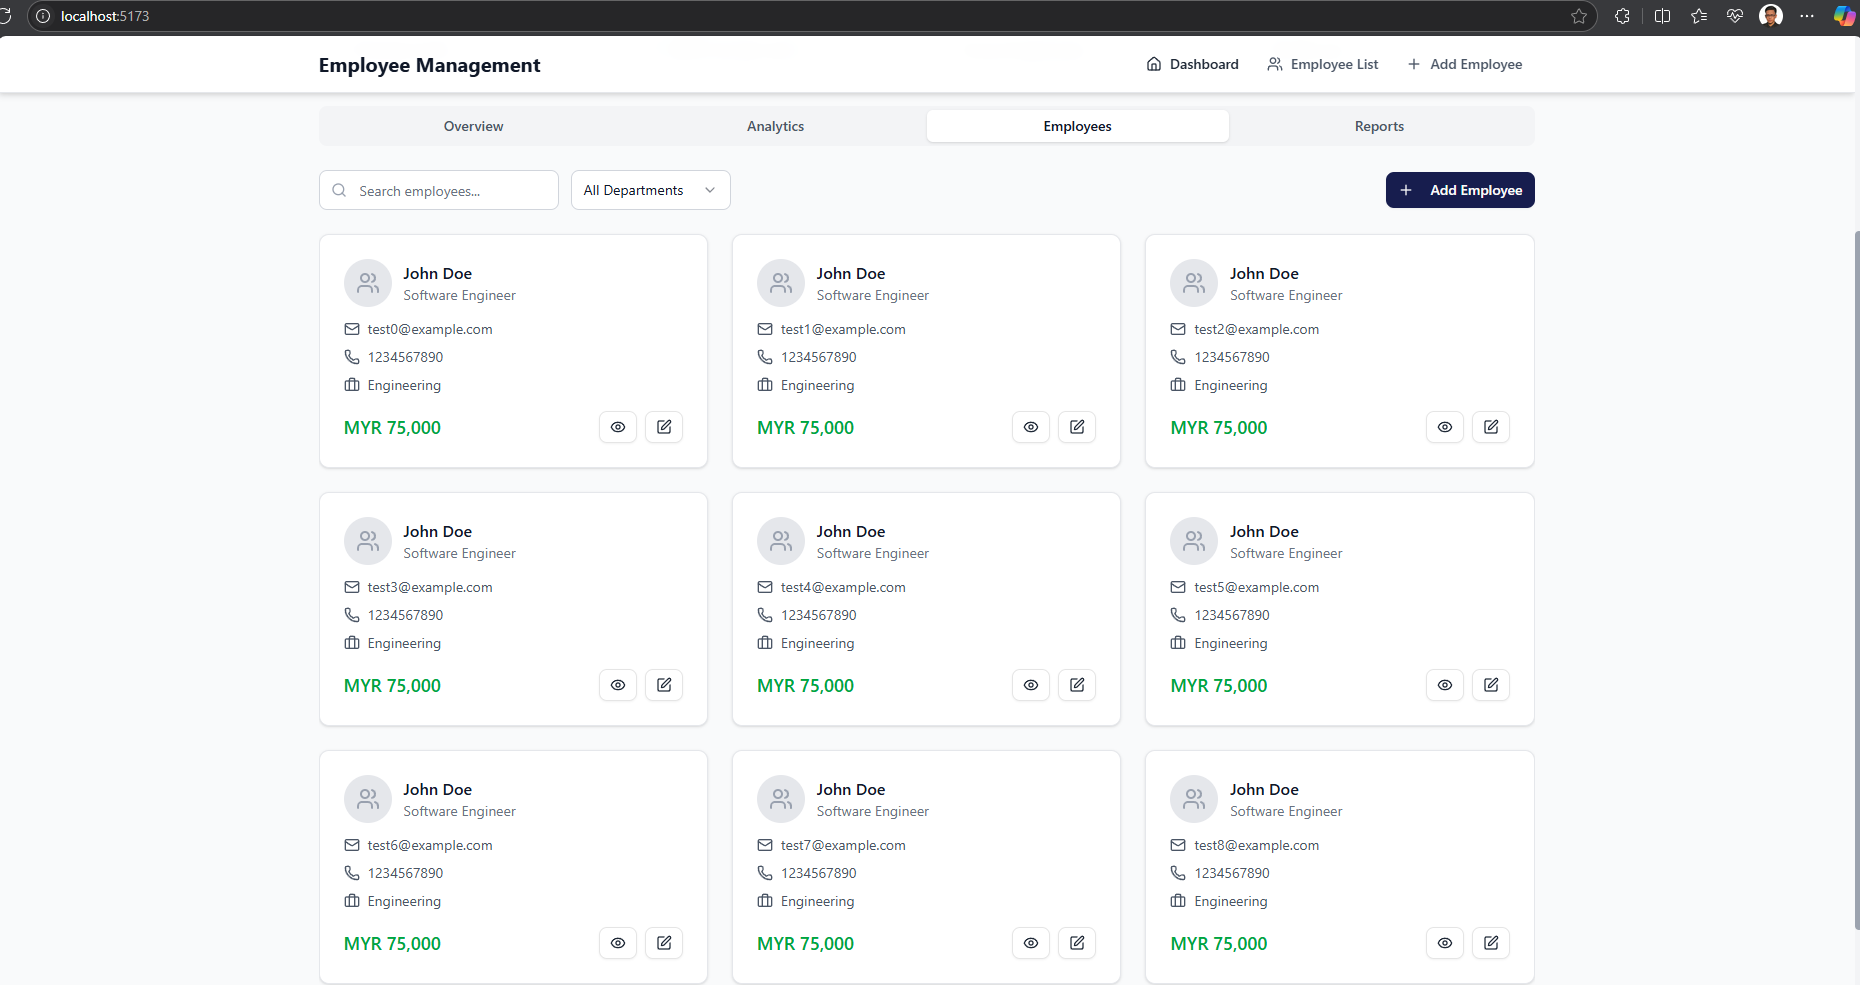 localhost:5173
Employee Management Dashboard Employee List Add Employee
Overview Analytics Employees Reports
Search employees... All Departments Add Employee
John Doe
Software Engineer
test0@example.com
1234567890
Engineering
MYR 75,000
John Doe
Software Engineer
test1@example.com
1234567890
Engineering
MYR 75,000
John Doe
Software Engineer
test2@example.com
1234567890
Engineering
MYR 75,000
John Doe
Software Engineer
test3@example.com
1234567890
Engineering
MYR 75,000
John Doe
Software Engineer
test4@example.com
1234567890
Engineering
MYR 75,000
John Doe
Software Engineer
test5@example.com
1234567890
Engineering
MYR 75,000
John Doe
Software Engineer
test6@example.com
1234567890
Engineering
MYR 75,000
John Doe
Software Engineer
test7@example.com
1234567890
Engineering
MYR 75,000
John Doe
Software Engineer
test8@example.com
1234567890
Engineering
MYR 75,000